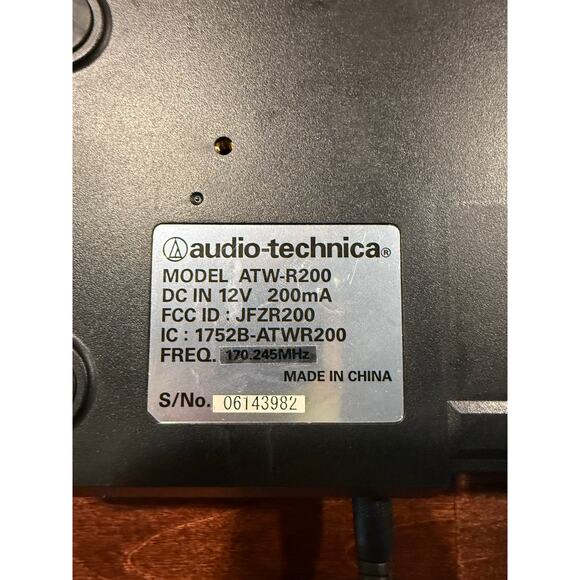 audio-technica®
MODEL ATW-R200
DC IN 12V 200mA
FCC ID : JFZR200
IC : 1752B-ATWR200
FREQ. 170.245MHz
MADE IN CHINA
S/No. 06143982